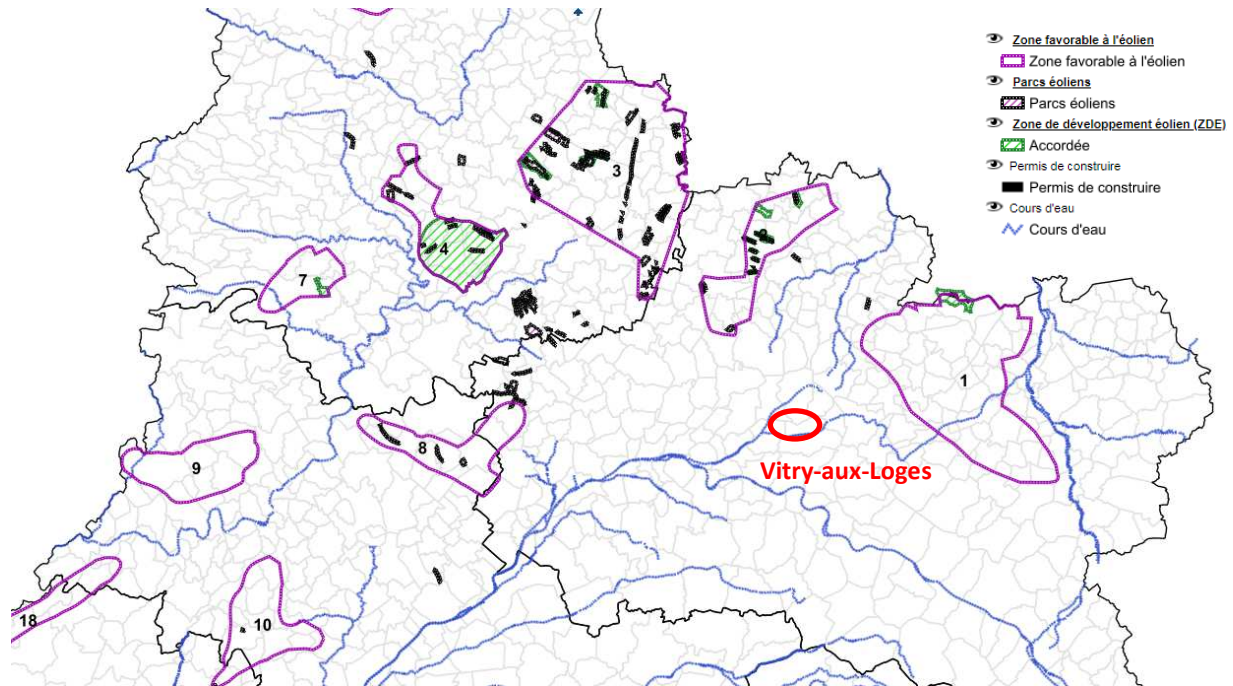 Zone favorable à l'éolien
Zone favorable à l'éolien
Parcs éoliens
Parcs éoliens
Zone de développement éolien (ZDE)
Accordée
Permis de construire
Permis de construire
Cours d'eau
Cours d'eau
3
4
7
1
8
9
Vitry-aux-Loges
18
10